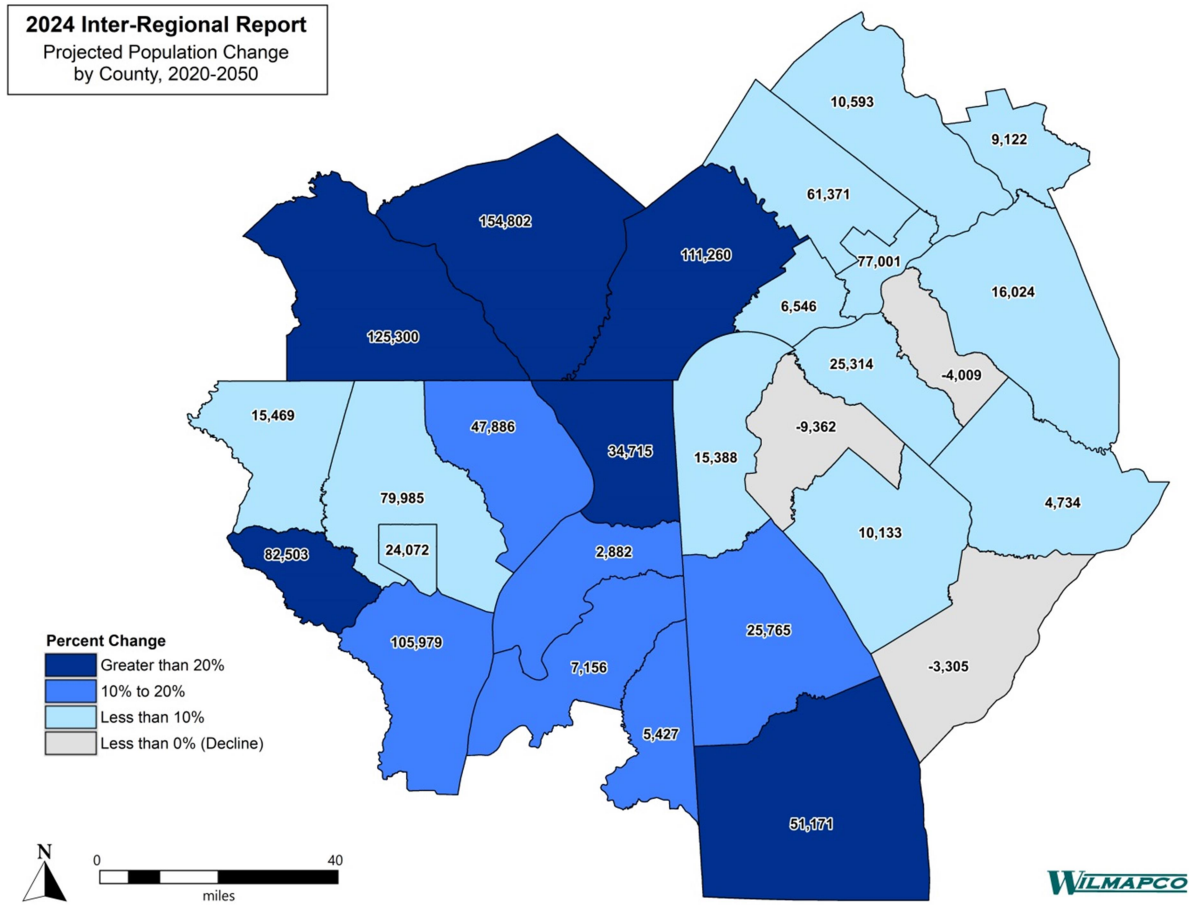 2024 Inter-Regional Report
Projected Population Change
by County, 2020-2050
10,593
9,122
61,371
154,802
111,260
77,001
16,024
6,546
125,300
25,314
-4,009
15,469
47,886
34,715
-9,362
15,388
79,985
4,734
10,133
82,503
24,072
2,882
105,979
25,765
7,156
-3,305
5,427
51,171
Percent Change
Greater than 20%
10% to 20%
Less than 10%
Less than 0% (Decline)
N
0
40
miles
WILMAPCO